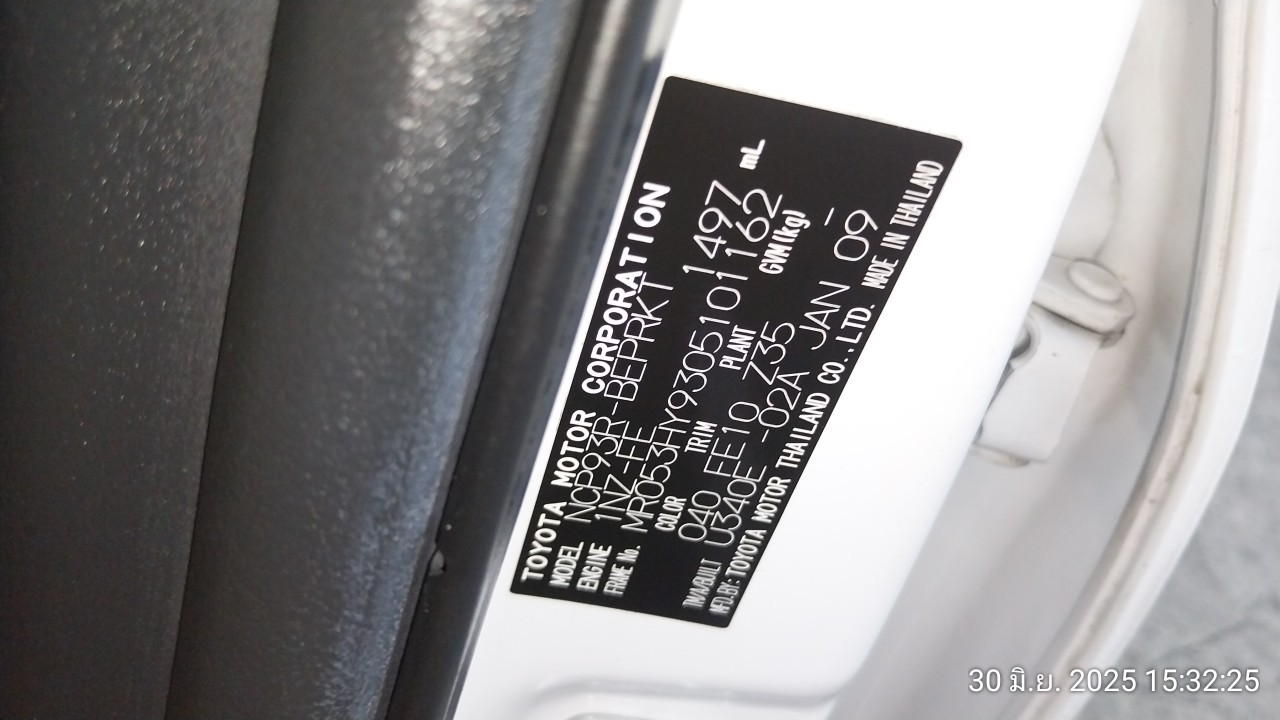 TOYOTA MOTOR CORPORATION
MODEL NCP93R-BEPRKT
ENGINE 1NZ-FE 1497 mL
FRAME No. MR053HY9305101162
COLOR TRIM PLANT GVM(kg)
040 FE10 Z35 -
TM/A/BUILT U340E -02A JAN 09
MFD.BY: TOYOTA MOTOR THAILAND CO., LTD. MADE IN THAILAND
30 มิ.ย. 2025 15:32:25